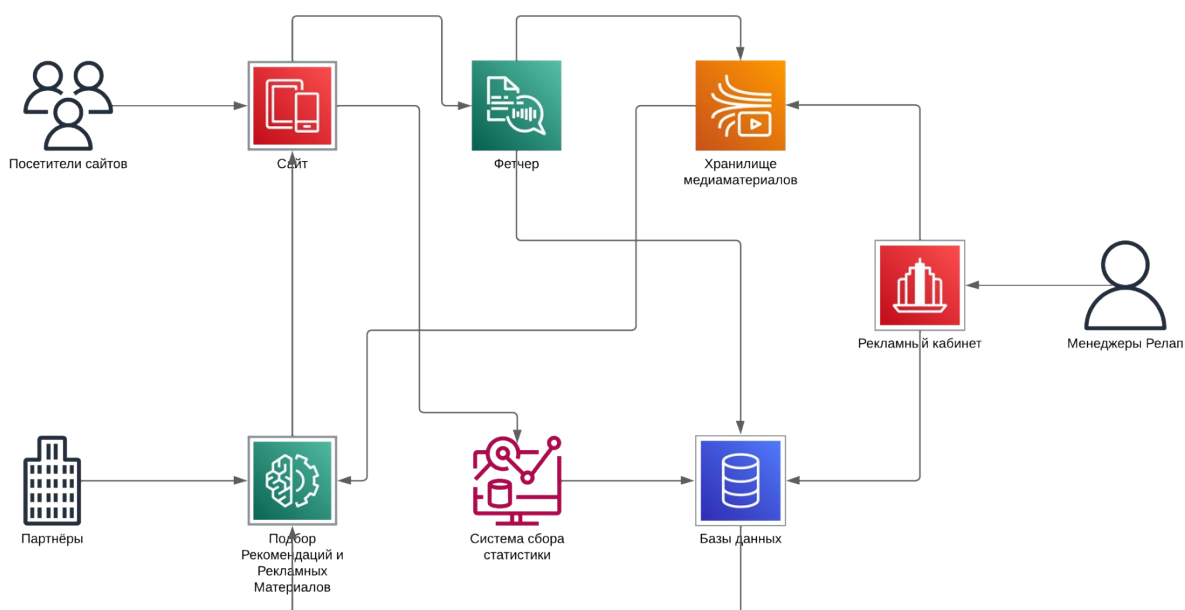 Посетители сайтов
Сайт
Фетчер
Хранилище
медиаматериалов
Рекламный кабинет
Менеджеры Релап
Партнёры
Подбор
Рекомендаций и
Рекламных
Материалов
Система сбора
статистики
Базы данных